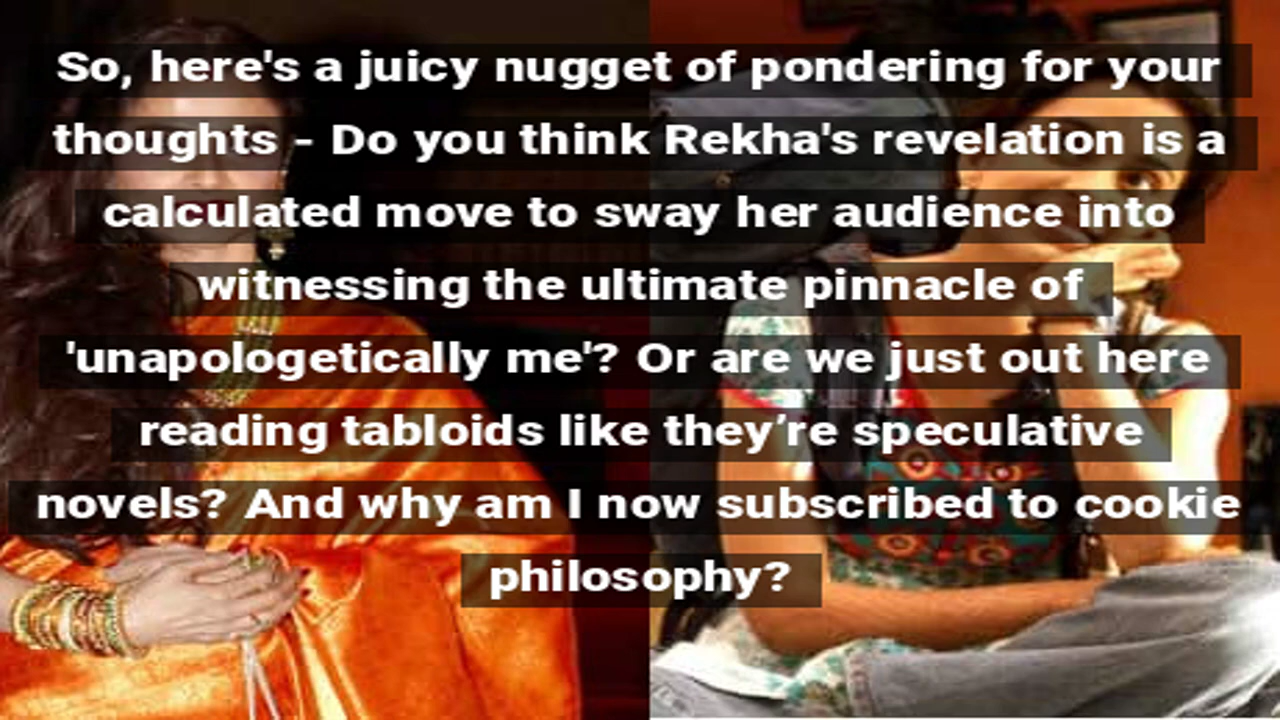 So, here's a juicy nugget of pondering for your
thoughts - Do you think Rekha's revelation is a
calculated move to sway her audience into
witnessing the ultimate pinnacle of
'unapologetically me'? Or are we just out here
reading tabloids like they’re speculative
novels? And why am I now subscribed to cookie
philosophy?